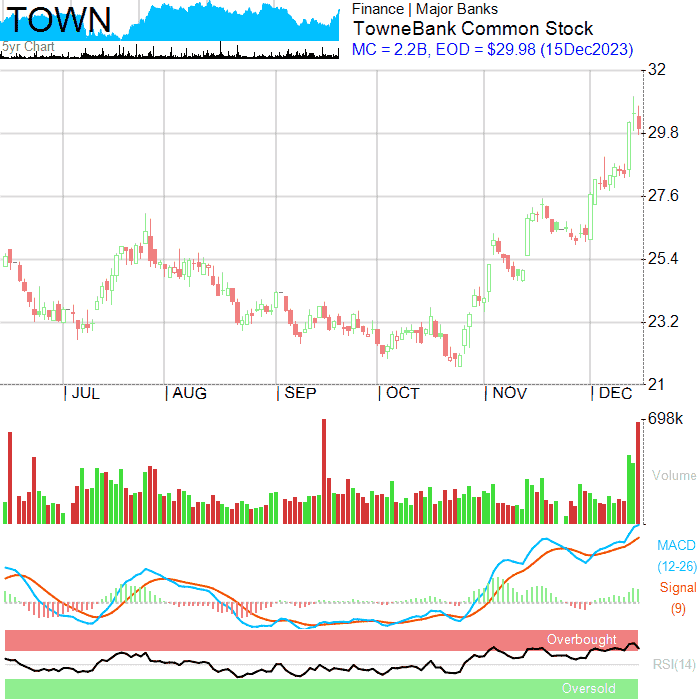 TOWN
5yr Chart
Finance | Major Banks
TowneBank Common Stock
MC = 2.2B, EOD = $29.98 (15Dec2023)
32
29.8
27.6
25.4
23.2
21
| JUL | AUG | SEP | OCT | NOV | DEC
698k
Volume
MACD
(12-26)
Signal
(9)
Overbought
RSI(14)
Oversold